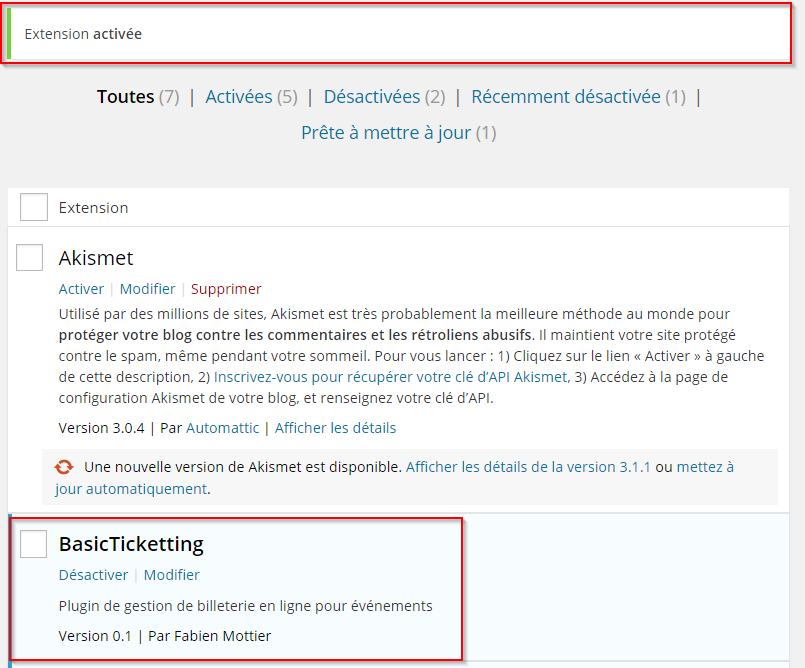 Extension activée
Toutes (7) | Activées (5) | Désactivées (2) | Récemment désactivée (1) |
Prête à mettre à jour (1)
Extension
Akismet
Activer | Modifier | Supprimer
Utilisé par des millions de sites, Akismet est très probablement la meilleure méthode au monde pour
protéger votre blog contre les commentaires et les rétroliens abusifs. Il maintient votre site protégé
contre le spam, même pendant votre sommeil. Pour vous lancer : 1) Cliquez sur le lien « Activer » à gauche
de cette description, 2) Inscrivez-vous pour récupérer votre clé d’API Akismet, 3) Accédez à la page de
configuration Akismet de votre blog, et renseignez votre clé d’API.
Version 3.0.4 | Par Automattic | Afficher les détails
Une nouvelle version de Akismet est disponible. Afficher les détails de la version 3.1.1 ou mettez à
jour automatiquement.
BasicTicketting
Désactiver | Modifier
Plugin de gestion de billeterie en ligne pour événements
Version 0.1 | Par Fabien Mottier